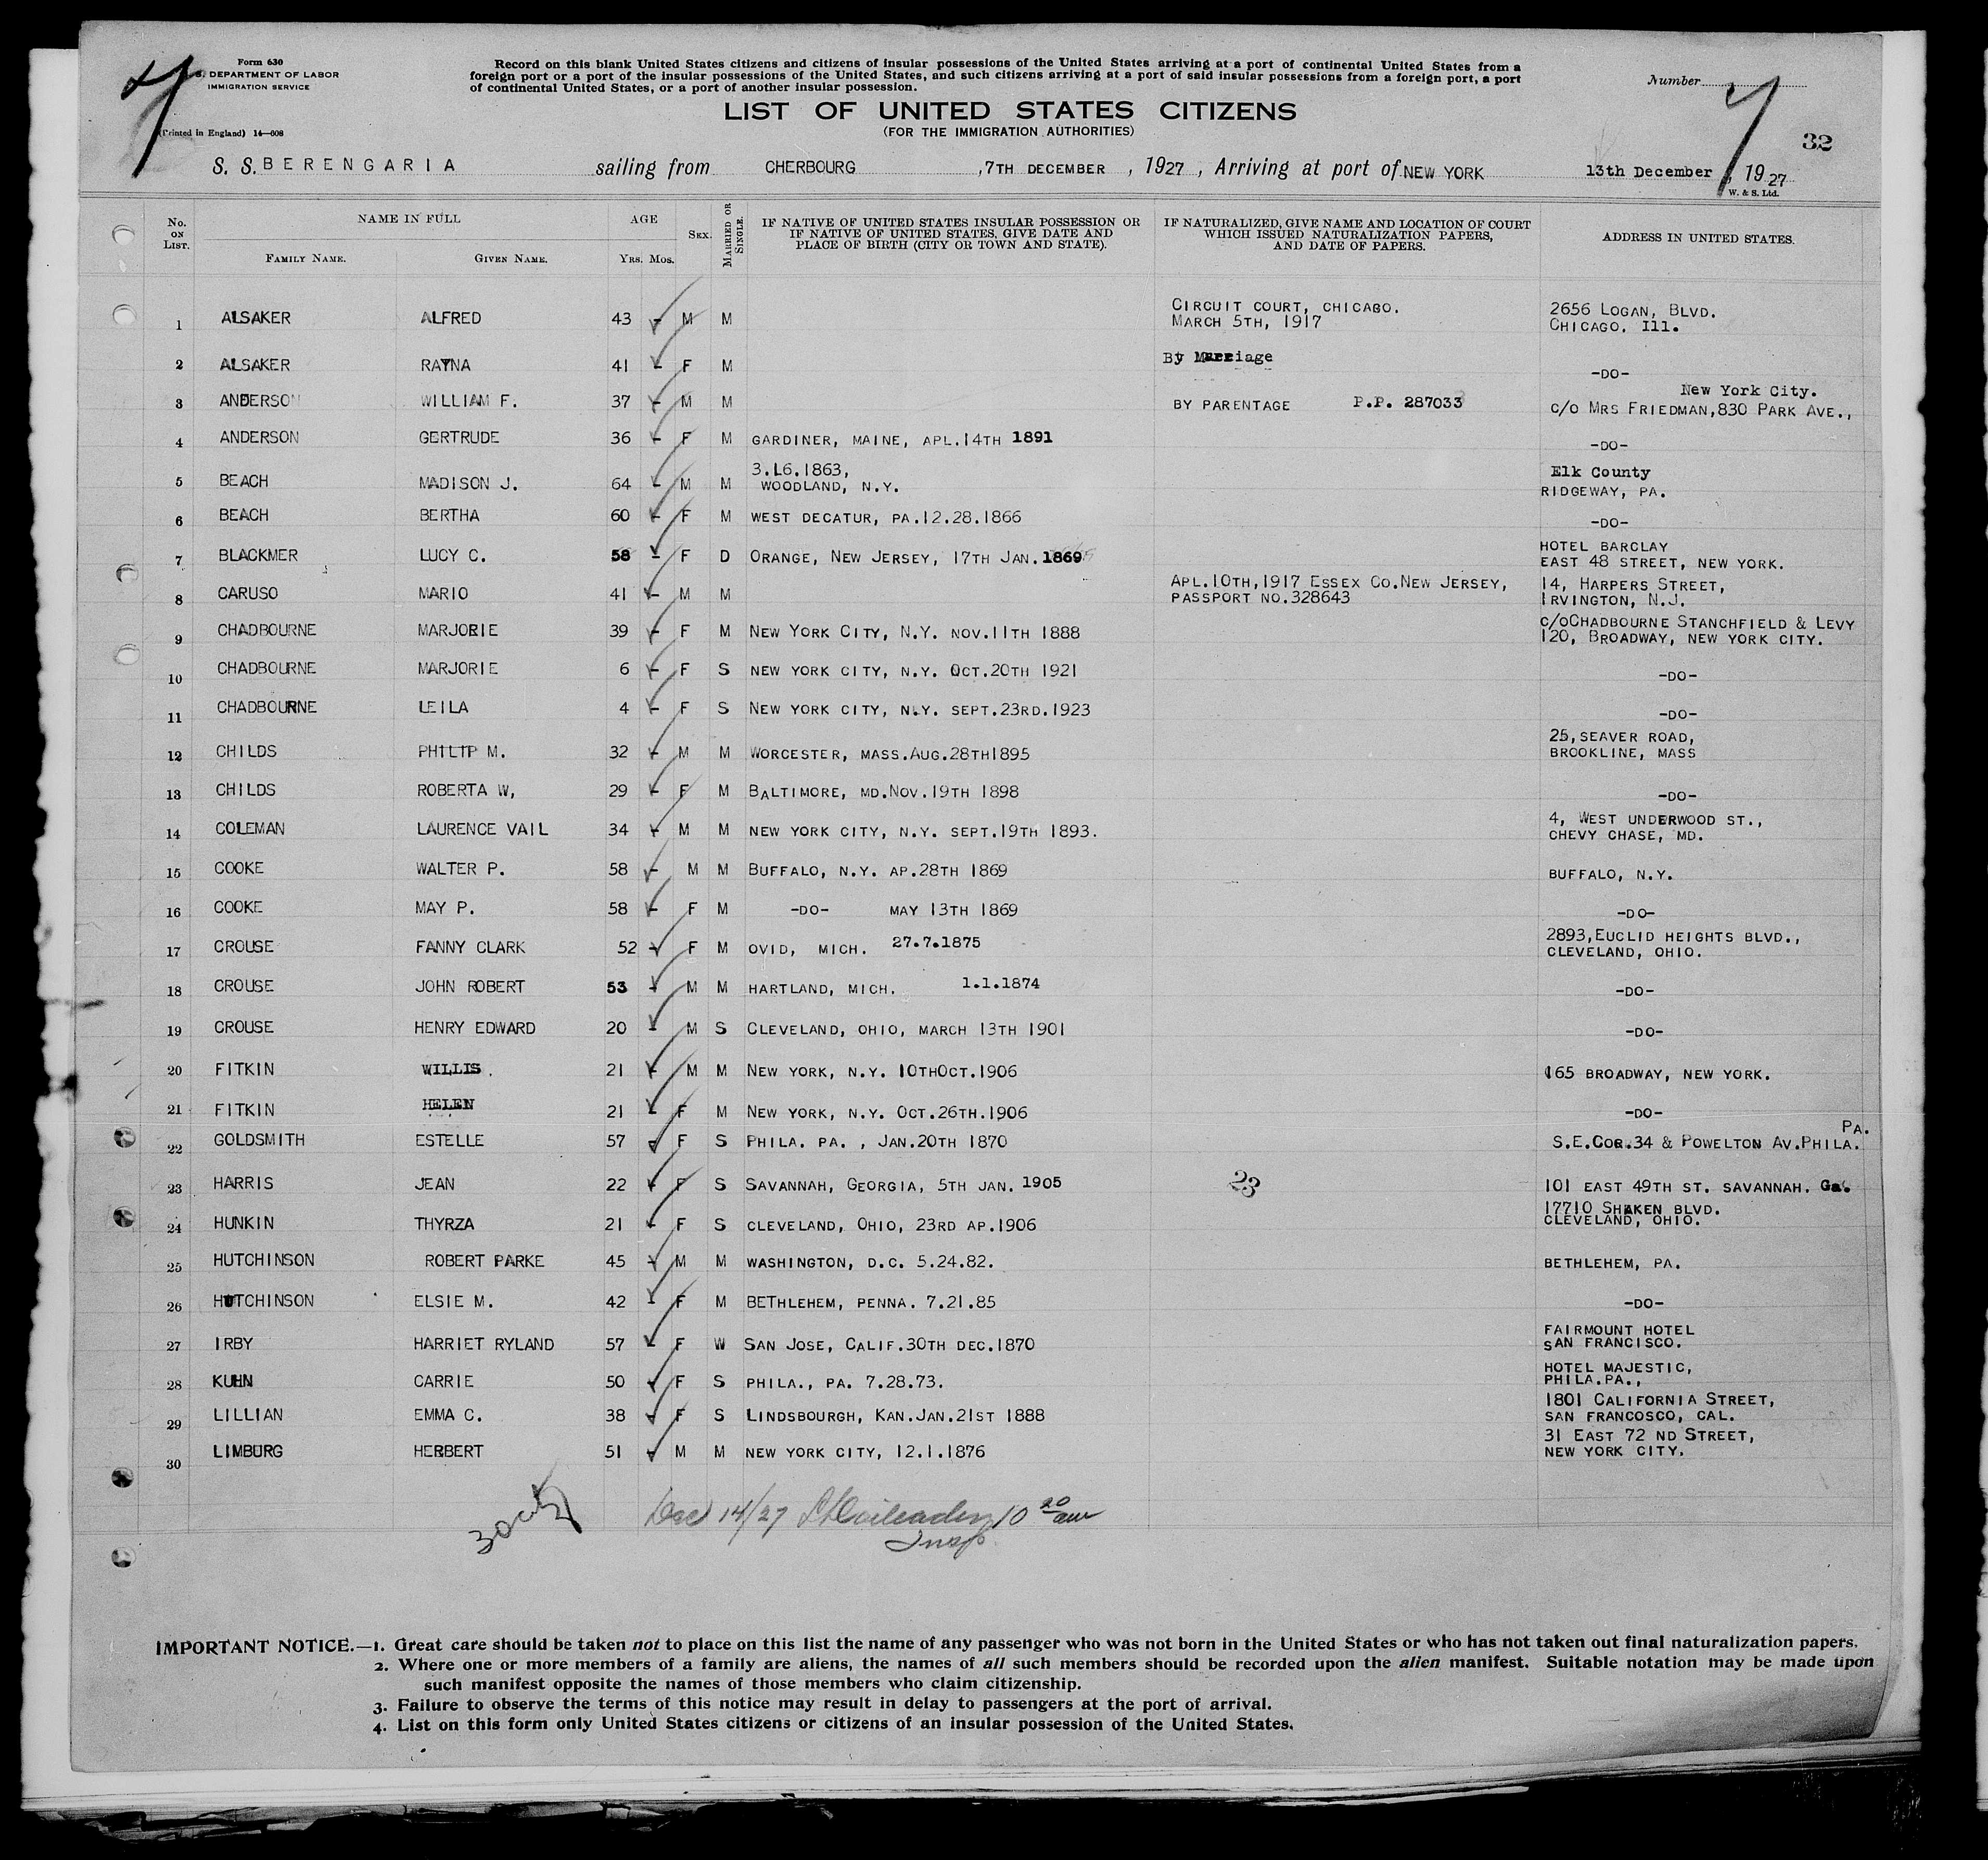 Form 630
S. DEPARTMENT OF LABOR
IMMIGRATION SERVICE
(Printed in England) 14—608
Record on this blank United States citizens and citizens of insular possessions of the United States arriving at a port of continental United States from a
foreign port or a port of the insular possessions of the United States, and such citizens arriving at a port of said insular possessions from a foreign port, a port
of continental United States, or a port of another insular possession.
Number
32
LIST OF UNITED STATES CITIZENS
(FOR THE IMMIGRATION AUTHORITIES)
S. S. BERENGARIA sailing from CHERBOURG ,7TH DECEMBER , 1927 , Arriving at port of NEW YORK 13th December , 1927
W. & S. Ltd.
No. ON LIST. NAME IN FULL AGE SEX. MARRIED OR SINGLE. IF NATIVE OF UNITED STATES INSULAR POSSESSION OR IF NATIVE OF UNITED STATES, GIVE DATE AND PLACE OF BIRTH (CITY OR TOWN AND STATE). IF NATURALIZED, GIVE NAME AND LOCATION OF COURT WHICH ISSUED NATURALIZATION PAPERS, AND DATE OF PAPERS. ADDRESS IN UNITED STATES.
FAMILY NAME. GIVEN NAME. YRS. MOS.
1 ALSAKER ALFRED 43 - M M CIRCUIT COURT, CHICAGO. MARCH 5TH, 1917 2656 LOGAN, BLVD. CHICAGO. Ill.
2 ALSAKER RAYNA 41 - F M By Marriage -DO-
3 ANDERSON WILLIAM F. 37 - M M BY PARENTAGE P.P. 287033 New York City. c/o MRS FRIEDMAN,830 PARK AVE.,
4 ANDERSON GERTRUDE 36 - F M GARDINER, MAINE, APL.14TH 1891 -DO-
5 BEACH MADISON J. 64 - M M 3.L6.1863, WOODLAND, N.Y. Elk County RIDGEWAY, PA.
6 BEACH BERTHA 60 - F M WEST DECATUR, PA.12.28.1866 -DO-
7 BLACKMER LUCY C. 58 - F D ORANGE, NEW JERSEY, 17TH JAN.1869 HOTEL BARCLAY EAST 48 STREET, NEW YORK.
8 CARUSO MARIO 41 - M M APL.10TH,1917 ESSEX CO.NEW JERSEY, PASSPORT NO.328643 14, HARPERS STREET, IRVINGTON, N.J.
9 CHADBOURNE MARJORIE 39 - F M NEW YORK CITY, N.Y. NOV.11TH 1888 c/oCHADBOURNE STANCHFIELD & LEVY 120, BROADWAY, NEW YORK CITY.
10 CHADBOURNE MARJORIE 6 - F S NEW YORK CITY, N.Y. OCT.20TH 1921 -DO-
11 CHADBOURNE LEILA 4 - F S NEW YORK CITY, N.Y. SEPT.23RD.1923 -DO-
12 CHILDS PHILIP M. 32 - M M WORCESTER, MASS.AUG.28TH1895 25,SEAVER ROAD, BROOKLINE, MASS
13 CHILDS ROBERTA W, 29 - F M BALTIMORE, MD.NOV.19TH 1898 -DO-
14 COLEMAN LAURENCE VAIL 34 - M M NEW YORK CITY, N.Y. SEPT.19TH 1893. 4, WEST UNDERWOOD ST., CHEVY CHASE, MD.
15 COOKE WALTER P. 58 - M M BUFFALO, N.Y. AP.28TH 1869 BUFFALO, N.Y.
16 COOKE MAY P. 58 - F M -DO- MAY 13TH 1869 -DO-
17 CROUSE FANNY CLARK 52 - F M OVID, MICH. 27.7.1875 2893,EUCLID HEIGHTS BLVD., CLEVELAND, OHIO.
18 CROUSE JOHN ROBERT 53 - M M HARTLAND, MICH. 1.1.1874 -DO-
19 CROUSE HENRY EDWARD 20 - M S CLEVELAND, OHIO, MARCH 13TH 1901 -DO-
20 FITKIN WILLIS. 21 - M M NEW YORK, N.Y. 10THOCT.1906 165 BROADWAY, NEW YORK.
21 FITKIN HELEN 21 - F M NEW YORK, N.Y. OCT.26TH.1906 -DO-
22 GOLDSMITH ESTELLE 57 - F S PHILA. PA. , JAN.20TH 1870 S.E.COR.34 & POWELTON AV.PHILA. PA.
23 HARRIS JEAN 22 - F S SAVANNAH, GEORGIA, 5TH JAN. 1905 23 101 EAST 49TH ST. SAVANNAH. Ga.
24 HUNKIN THYRZA 21 - F S CLEVELAND, OHIO, 23RD AP.1906 17710 SHAKEN BLVD. CLEVELAND, OHIO.
25 HUTCHINSON ROBERT PARKE 45 - M M WASHINGTON, D.C. 5.24.82. BETHLEHEM, PA.
26 HUTCHINSON ELSIE M. 42 - F M BETHLEHEM, PENNA. 7.21.85 -DO-
27 IRBY HARRIET RYLAND 57 - F W SAN JOSE, CALIF.30TH DEC.1870 FAIRMOUNT HOTEL SAN FRANCISCO.
28 KUHN CARRIE 50 - F S PHILA., PA. 7.28.73. HOTEL MAJESTIC, PHILA.PA.,
29 LILLIAN EMMA C. 38 - F S LINDSBOURGH, KAN.JAN.21ST 1888 1801 CALIFORNIA STREET, SAN FRANCOSCO, CAL.
30 LIMBURG HERBERT 51 - M M NEW YORK CITY, 12.1.1876 31 EAST 72 ND STREET, NEW YORK CITY.
Dec 14/27 10 20 am
Insp
IMPORTANT NOTICE.—1. Great care should be taken not to place on this list the name of any passenger who was not born in the United States or who has not taken out final naturalization papers.
2. Where one or more members of a family are aliens, the names of all such members should be recorded upon the alien manifest. Suitable notation may be made upon
such manifest opposite the names of those members who claim citizenship.
3. Failure to observe the terms of this notice may result in delay to passengers at the port of arrival.
4. List on this form only United States citizens or citizens of an insular possession of the United States.